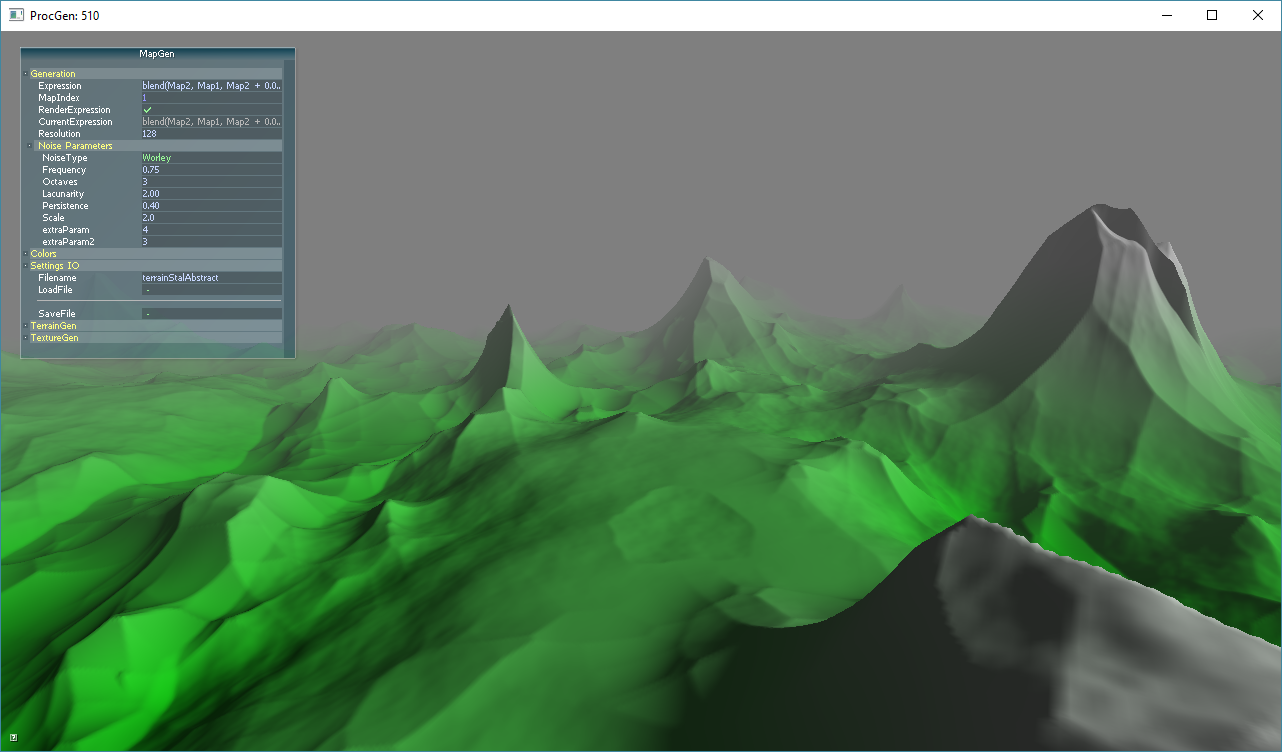 ProcGen: 510
MapGen
Generation
Expression blend(Map2, Map1, Map2 + 0.0..
MapIndex 1
RenderExpression
CurrentExpression blend(Map2, Map1, Map2 + 0.0..
Resolution 128
Noise Parameters
NoiseType Worley
Frequency 0.75
Octaves 3
Lacunarity 2.00
Persistence 0.40
Scale 2.0
extraParam 4
extraParam2 3
Colors
Settings IO
Filename terrainStalAbstract
LoadFile -
SaveFile -
TerrainGen
TextureGen
?